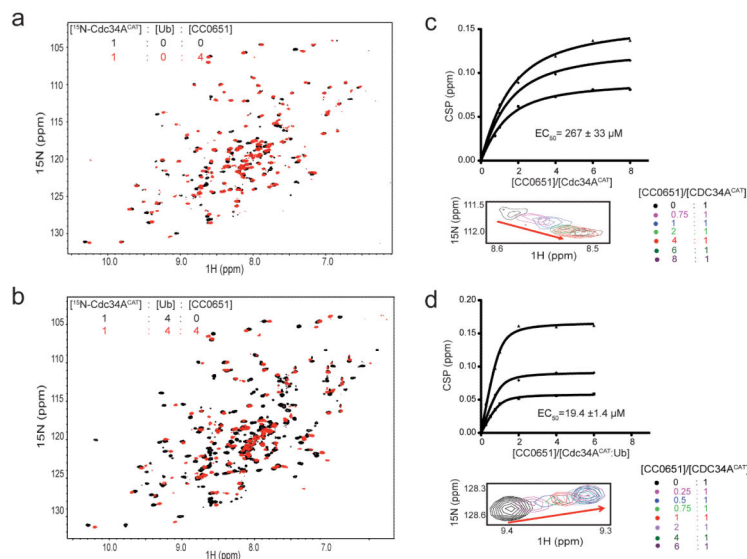 a
[¹⁵N-Cdc34Aᶜᴬᵀ] : [Ub] : [CC0651]
1 : 0 : 0
1 : 0 : 4
105
110
115
120
125
130
15N (ppm)
10.0 9.0 8.0 7.0
1H (ppm)
b
[¹⁵N-Cdc34Aᶜᴬᵀ] : [Ub] : [CC0651]
1 : 4 : 0
1 : 4 : 4
105
110
115
120
125
130
15N (ppm)
10.0 9.0 8.0 7.0
1H (ppm)
c
0.15
0.10
0.05
0.00
CSP (ppm)
EC₅₀= 267 ± 33 µM
0 2 4 6 8 10
[CC0651]/[Cdc34Aᶜᴬᵀ]
111.5
112.0
15N (ppm)
8.6 8.5
1H (ppm)
[CC0651]/[CDC34Aᶜᴬᵀ]
0 : 1
0.75 : 1
1 : 1
2 : 1
4 : 1
6 : 1
8 : 1
d
0.20
0.15
0.10
0.05
0.00
CSP (ppm)
EC₅₀=19.4 ±1.4 µM
0 2 4 6 8
[CC0651]/[Cdc34Aᶜᴬᵀ:Ub]
128.3
128.6
15N (ppm)
9.4 9.3
1H (ppm)
[CC0651]/[CDC34Aᶜᴬᵀ]
0 : 1
0.25 : 1
0.5 : 1
0.75 : 1
1 : 1
2 : 1
4 : 1
6 : 1